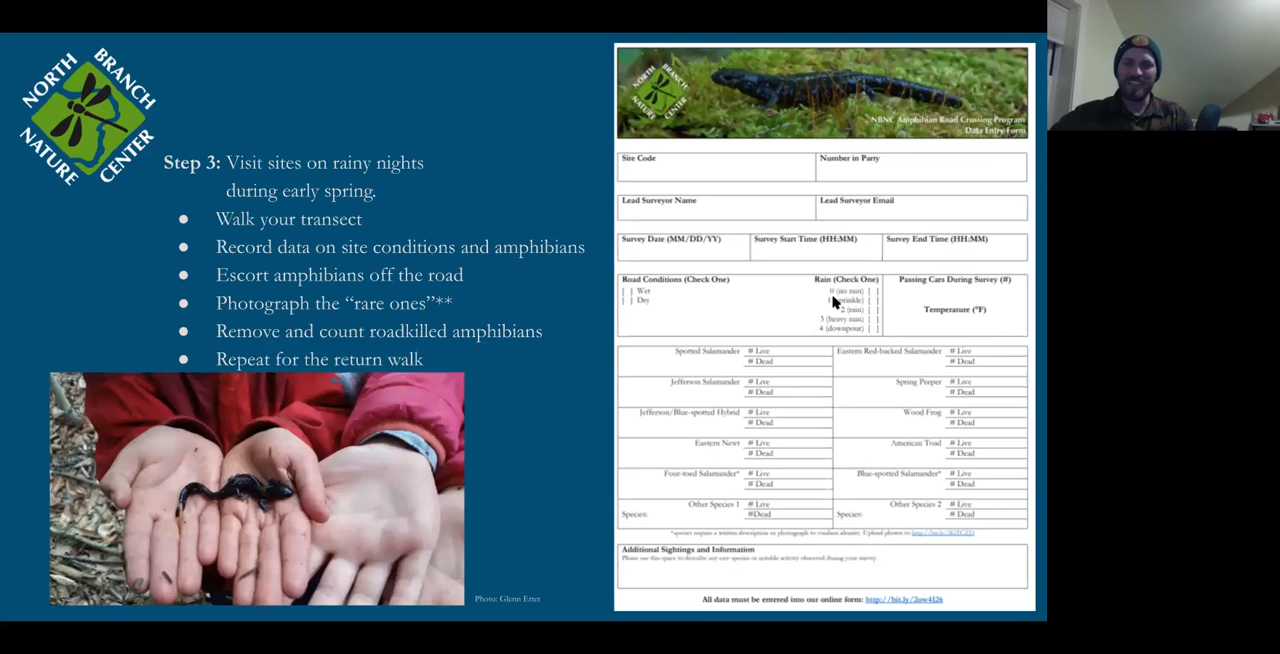 NORTH BRANCH
NATURE CENTER
Step 3: Visit sites on rainy nights
during early spring.
● Walk your transect
● Record data on site conditions and amphibians
● Escort amphibians off the road
● Photograph the “rare ones”**
● Remove and count roadkilled amphibians
● Repeat for the return walk
Photo: Glenn Etter
NORTH BRANCH
NATURE CENTER
NBNC Amphibian Road Crossing Program
Data Entry Form
Site Code Number in Party
Lead Surveyor Name Lead Surveyor Email
Survey Date (MM/DD/YY) Survey Start Time (HH:MM) Survey End Time (HH:MM)
Road Conditions (Check One) Rain (Check One) Passing Cars During Survey (#)
[ ] Wet 0 (no rain) [ ]
[ ] Dry [ ]
2 (rain) [ ] Temperature (°F)
3 (heavy rain) [ ]
4 (downpour) [ ]
Spotted Salamander # Live Eastern Red-backed Salamander # Live
# Dead # Dead
Jefferson Salamander # Live Spring Peeper # Live
# Dead # Dead
Jefferson/Blue-spotted Hybrid # Live Wood Frog # Live
# Dead # Dead
Eastern Newt # Live American Toad # Live
# Dead # Dead
Four-toed Salamander* # Live Blue-spotted Salamander* # Live
# Dead # Dead
Other Species 1 # Live Other Species 2 # Live
Species: #Dead Species: # Dead
*species require a written description or photograph to confirm identity. Upload photos to
Additional Sightings and Information
Please use this space to describe any other species or notable activity observed during your survey.
All data must be entered into our online form: http://bit.ly/2uw4126